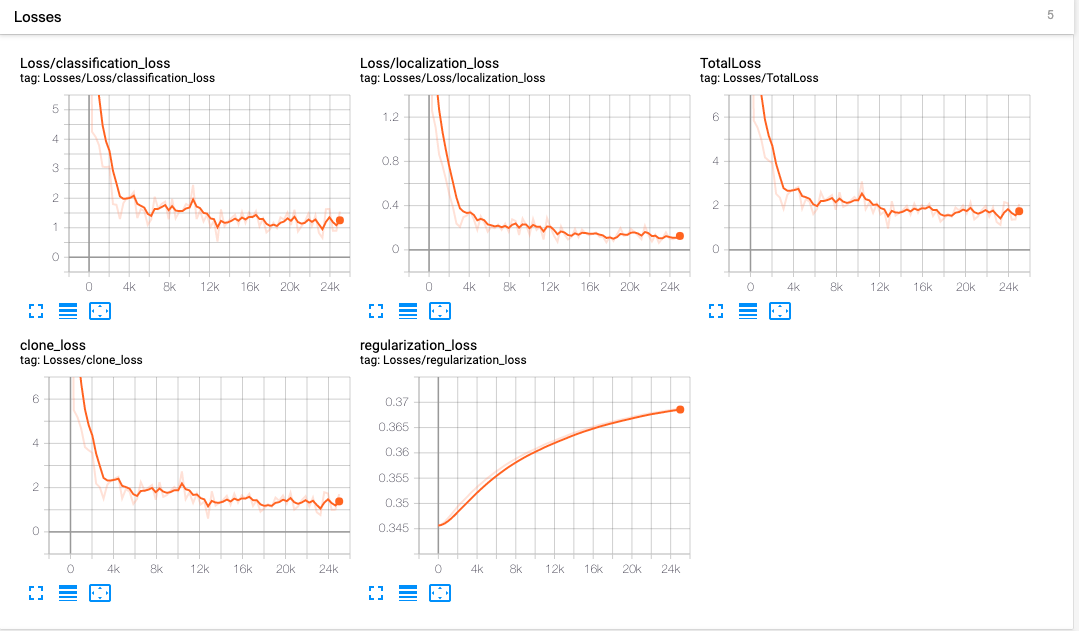 Losses 5
Loss/classification_loss
tag: Losses/Loss/classification_loss
5
4
3
2
1
0
0 4k 8k 12k 16k 20k 24k
Loss/localization_loss
tag: Losses/Loss/localization_loss
1.2
0.8
0.4
0
0 4k 8k 12k 16k 20k 24k
TotalLoss
tag: Losses/TotalLoss
6
4
2
0
0 4k 8k 12k 16k 20k 24k
clone_loss
tag: Losses/clone_loss
6
4
2
0
0 4k 8k 12k 16k 20k 24k
regularization_loss
tag: Losses/regularization_loss
0.37
0.365
0.36
0.355
0.35
0.345
0 4k 8k 12k 16k 20k 24k